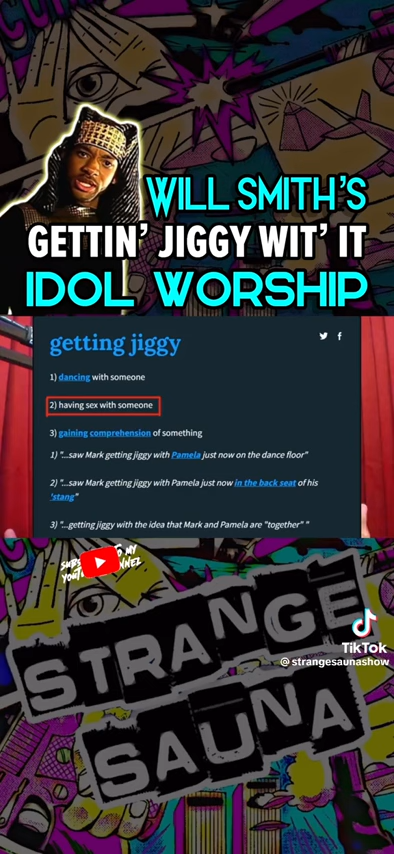 WILL SMITH'S
GETTIN' JIGGY WIT' IT
IDOL WORSHIP
getting jiggy
1) dancing with someone
2) having sex with someone
3) gaining comprehension of something
1) "...saw Mark getting jiggy with Pamela just now on the dance floor"
2) "...saw Mark getting jiggy with Pamela just now in the back seat of his
'stang"
3) "...getting jiggy with the idea that Mark and Pamela are "together" "
TO MY
STRANGE
SAUNA
TikTok
@strangesaunashow